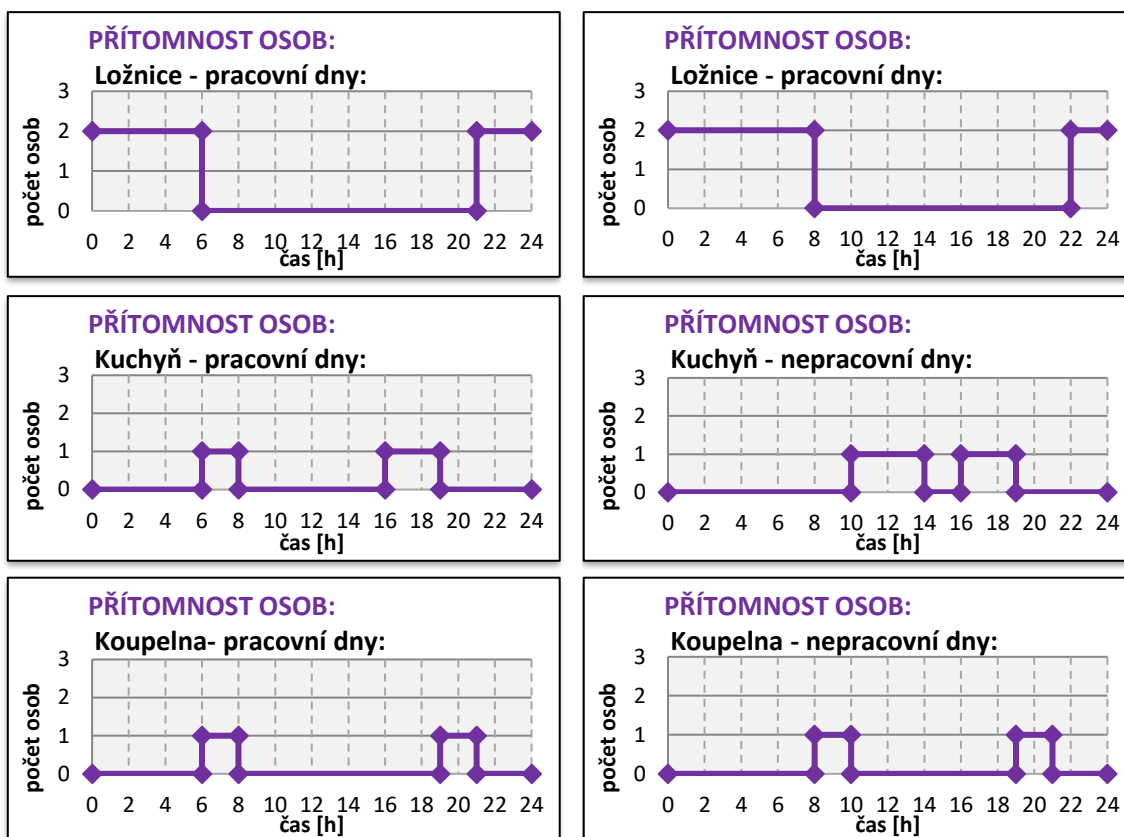 PŘÍTOMNOST OSOB:
Ložnice - pracovní dny:
počet osob
3
2
1
0
0 2 4 6 8 10 12 14 16 18 20 22 24
čas [h]
PŘÍTOMNOST OSOB:
Ložnice - pracovní dny:
počet osob
3
2
1
0
0 2 4 6 8 10 12 14 16 18 20 22 24
čas [h]
PŘÍTOMNOST OSOB:
Kuchyň - pracovní dny:
počet osob
3
2
1
0
0 2 4 6 8 10 12 14 16 18 20 22 24
čas [h]
PŘÍTOMNOST OSOB:
Kuchyň - nepracovní dny:
počet osob
3
2
1
0
0 2 4 6 8 10 12 14 16 18 20 22 24
čas [h]
PŘÍTOMNOST OSOB:
Koupelna- pracovní dny:
počet osob
3
2
1
0
0 2 4 6 8 10 12 14 16 18 20 22 24
čas [h]
PŘÍTOMNOST OSOB:
Koupelna - nepracovní dny:
počet osob
3
2
1
0
0 2 4 6 8 10 12 14 16 18 20 22 24
čas [h]